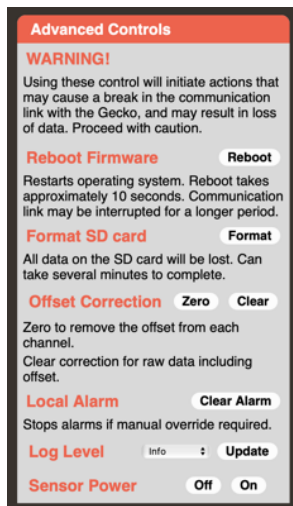 Advanced Controls
WARNING!
Using these control will initiate actions that
may cause a break in the communication
link with the Gecko, and may result in loss
of data. Proceed with caution.
Reboot Firmware Reboot
Restarts operating system. Reboot takes
approximately 10 seconds. Communication
link may be interrupted for a longer period.
Format SD card Format
All data on the SD card will be lost. Can
take several minutes to complete.
Offset Correction Zero Clear
Zero to remove the offset from each
channel.
Clear correction for raw data including
offset.
Local Alarm Clear Alarm
Stops alarms if manual override required.
Log Level Info Update
Sensor Power Off On